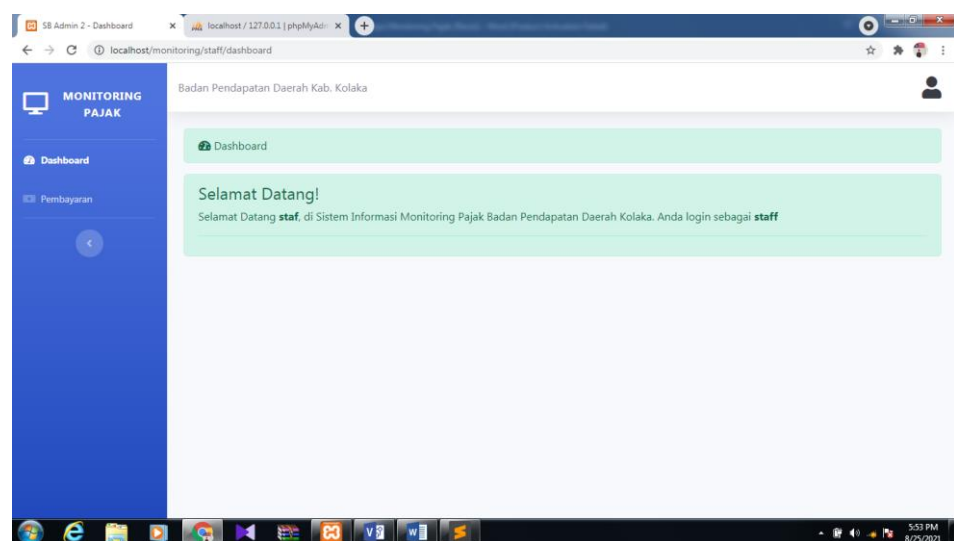 SB Admin 2 - Dashboard
localhost / 127.0.0.1 | phpMyAdm
localhost/monitoring/staff/dashboard
MONITORING
PAJAK
Badan Pendapatan Daerah Kab. Kolaka
Dashboard
Dashboard
Pembayaran
Selamat Datang!
Selamat Datang staf, di Sistem Informasi Monitoring Pajak Badan Pendapatan Daerah Kolaka. Anda login sebagai staff
5:53 PM
8/25/2021